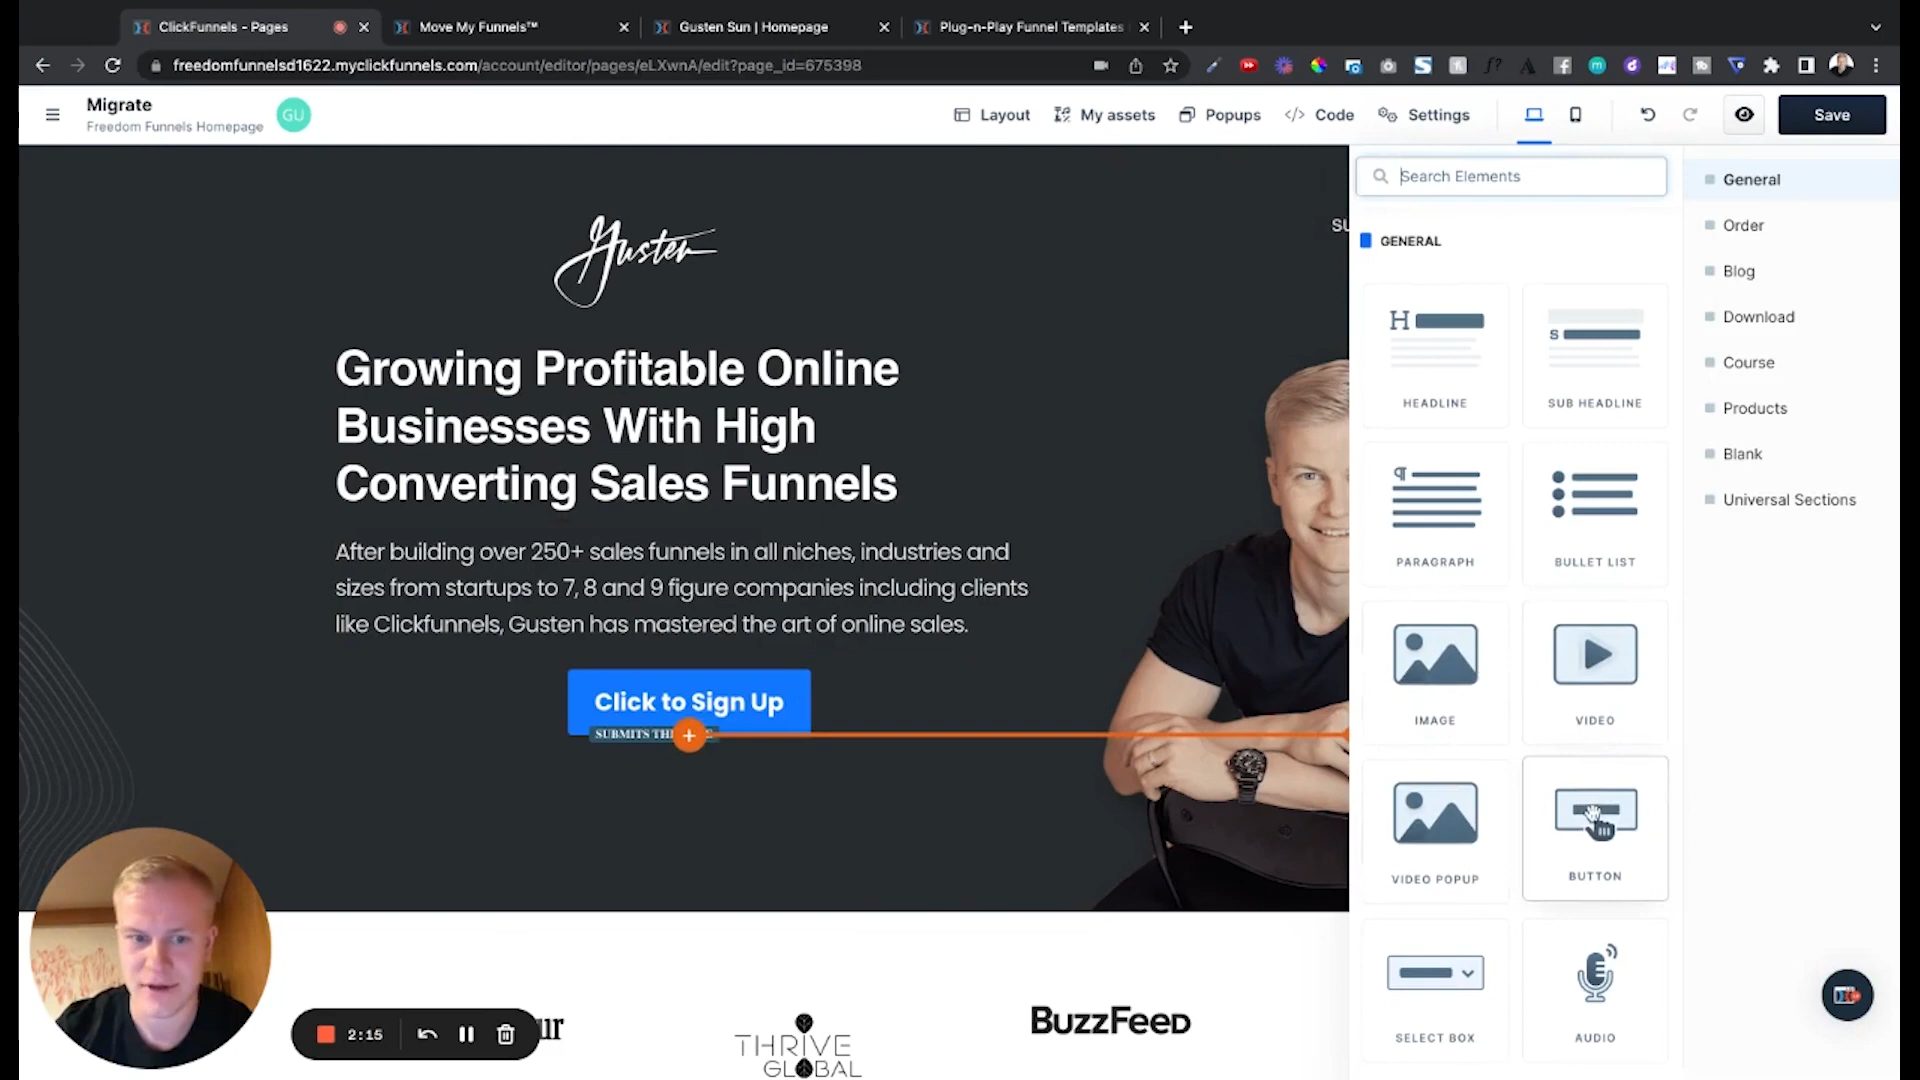 ClickFunnels - Pages
Move My Funnels™
Gusten Sun | Homepage
Plug-n-Play Funnel Templates
freedomfunnelsd1622.myclickfunnels.com/account/editor/pages/eLXwnA/edit?page_id=675398
Migrate
Freedom Funnels Homepage
GU
Layout
My assets
Popups
Code
Settings
Save
Search Elements
GENERAL
HEADLINE
SUB HEADLINE
PARAGRAPH
BULLET LIST
IMAGE
VIDEO
VIDEO POPUP
BUTTON
SELECT BOX
AUDIO
General
Order
Blog
Download
Course
Products
Blank
Universal Sections
Gusten
SU
Growing Profitable Online
Businesses With High
Converting Sales Funnels
After building over 250+ sales funnels in all niches, industries and
sizes from startups to 7, 8 and 9 figure companies including clients
like Clickfunnels, Gusten has mastered the art of online sales.
Click to Sign Up
SUBMITS
2:15
ur
THRIVE
GLOBAL
BuzzFeed